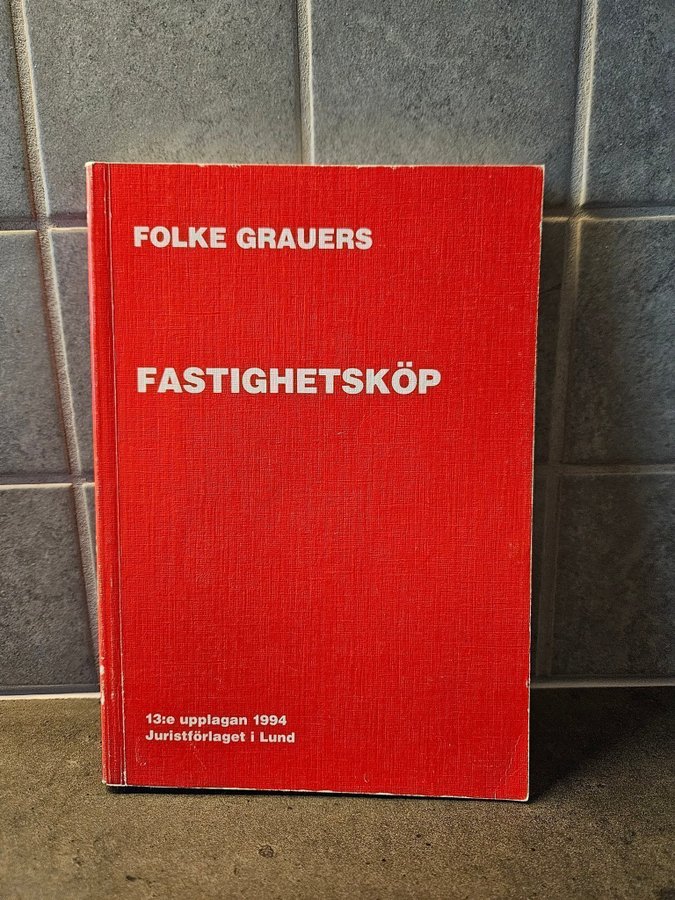 FOLKE GRAUERS
FASTIGHETSKÖP
13:e upplagan 1994
Juristförlaget i Lund